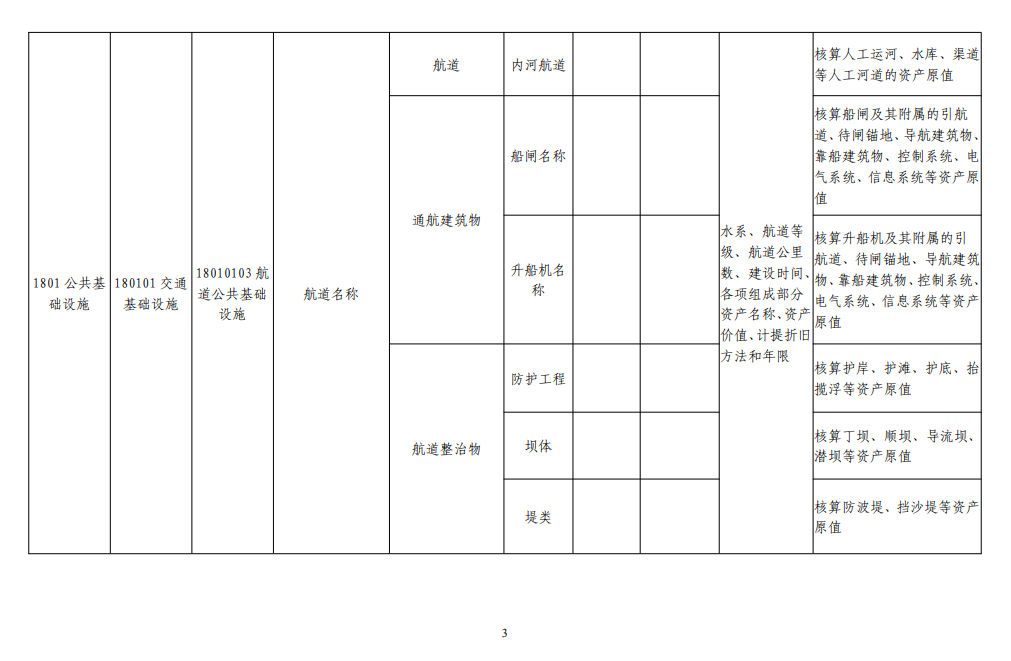 1801 公共基
础设施
180101 交通
基础设施
18010103 航
道公共基础
设施
航道名称
航道
内河航道
通航建筑物
船闸名称
升船机名
称
航道整治物
防护工程
坝体
堤类
水系、航道等
级、航道公里
数、建设时间、
各项组成部分
资产名称、资产
价值、计提折旧
方法和年限
核算人工运河、水库、渠道
等人工河道的资产原值
核算船闸及其附属的引航
道、待闸锚地、导航建筑物、
靠船建筑物、控制系统、电
气系统、信息系统等资产原
值
核算升船机及其附属的引
航道、待闸锚地、导航建筑
物、靠船建筑物、控制系统、
电气系统、信息系统等资产
原值
核算护岸、护滩、护底、抬
揽浮等资产原值
核算丁坝、顺坝、导流坝、
潜坝等资产原值
核算防波堤、挡沙堤等资产
原值
3